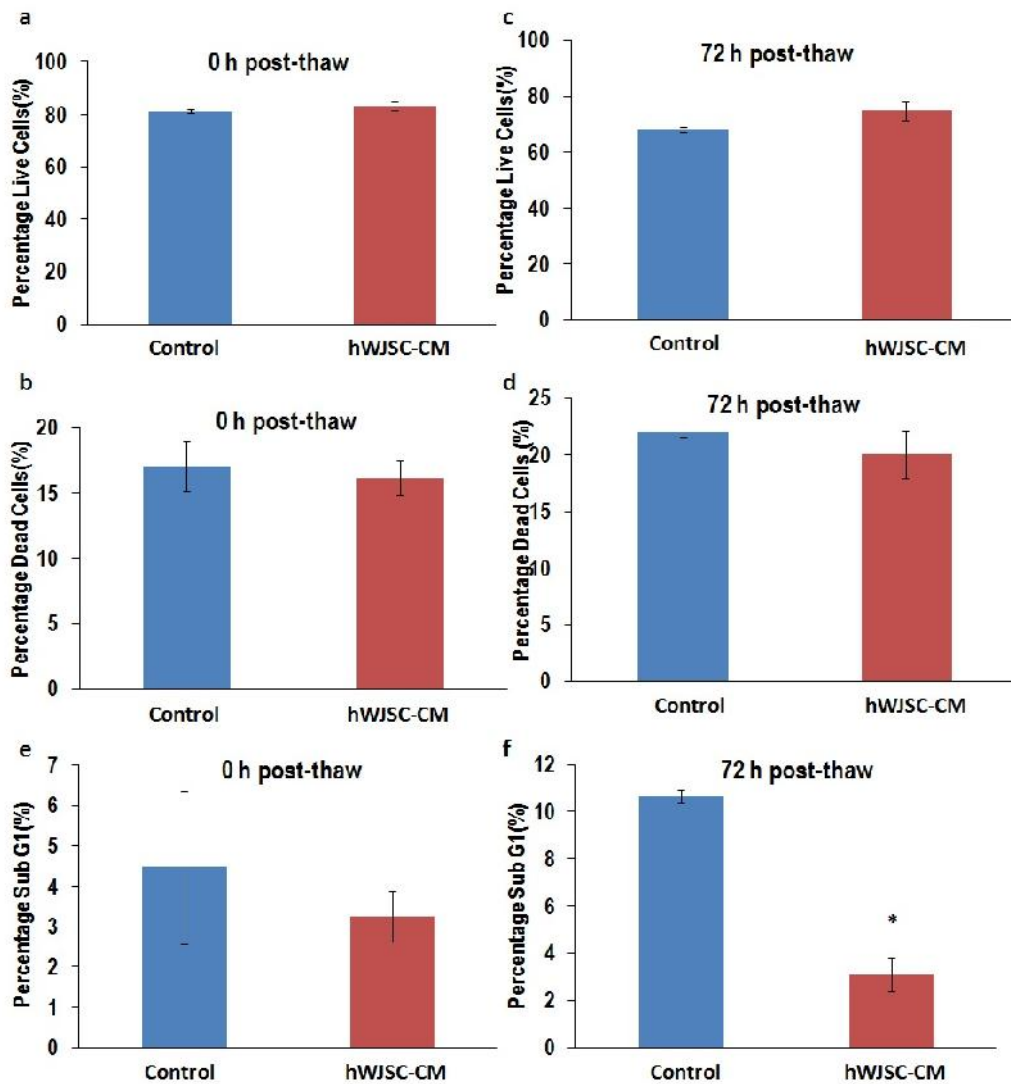 a
0 h post-thaw
Percentage Live Cells(%)
100
80
60
40
20
0
Control
hWJSC-CM
c
72 h post-thaw
Percentage Live Cells(%)
100
80
60
40
20
0
Control
hWJSC-CM
b
0 h post-thaw
Percentage Dead Cells(%)
20
15
10
5
0
Control
hWJSC-CM
d
72 h post-thaw
Percentage Dead Cells (%)
25
20
15
10
5
0
Control
hWJSC-CM
e
0 h post-thaw
Percentage Sub G1(%)
7
6
5
4
3
2
1
0
Control
hWJSC-CM
f
72 h post-thaw
Percentage Sub G1(%)
12
10
8
6
4
2
0
*
Control
hWJSC-CM